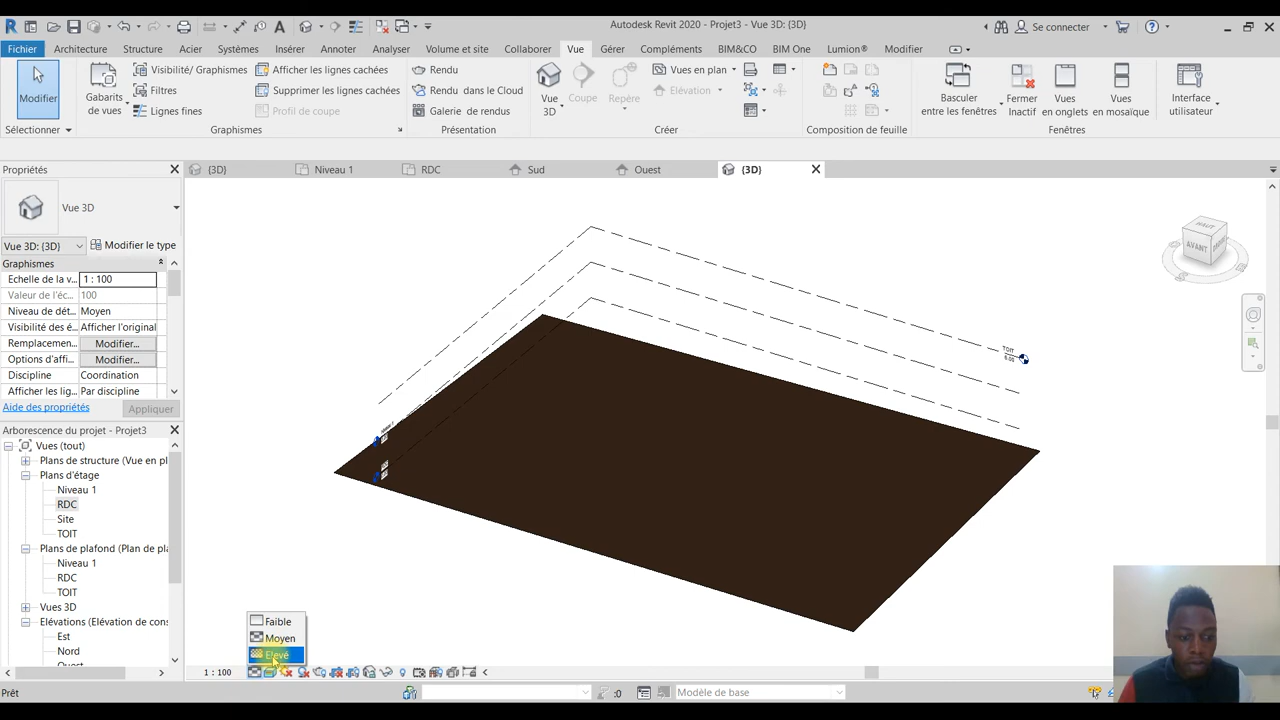 Autodesk Revit 2020 - Projet3 - Vue 3D: {3D}
Se connecter
Fichier Architecture Structure Acier Systèmes Insérer Annoter Analyser Volume et site Collaborer Vue Gérer Compléments BIM&CO BIM One Lumion® Modifier
Modifier
Gabarits de vues
Visibilité/ Graphismes
Filtres
Lignes fines
Afficher les lignes cachées
Supprimer les lignes cachées
Profil de coupe
Rendu
Rendu dans le Cloud
Galerie de rendus
Vue 3D
Coupe
Repère
Vues en plan
Elévation
Basculer entre les fenêtres
Fermer Inactif
Vues en onglets
Vues en mosaïque
Interface utilisateur
Sélectionner Graphismes Présentation Créer Composition de feuille Fenêtres
Propriétés
{3D} Niveau 1 RDC Sud Ouest {3D}
Vue 3D
Vue 3D: {3D} Modifier le type
Graphismes
Echelle de la v... 1 : 100
Valeur de l'éc... 100
Niveau de dét... Moyen
Visibilité des é... Afficher l'original
Remplacemen... Modifier...
Options d'affi... Modifier...
Discipline Coordination
Afficher les lig... Par discipline
Aide des propriétés Appliquer
Arborescence du projet - Projet3
Vues (tout)
Plans de structure (Vue en pl
Plans d'étage
Niveau 1
RDC
Site
TOIT
Plans de plafond (Plan de pla
Niveau 1
RDC
TOIT
Vues 3D
Elévations (Elévation de cons
Est
Nord
Ouest
HAUT
AVANT
TOIT
Faible
Moyen
Elevé
1 : 100
Prêt
:0
Modèle de base